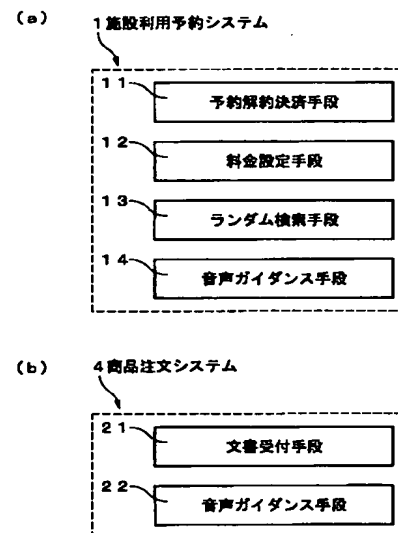 (a) 1施設利用予約システム
11 予約解約決済手段
12 料金設定手段
13 ランダム検索手段
14 音声ガイダンス手段
(b) 4商品注文システム
21 文書受付手段
22 音声ガイダンス手段